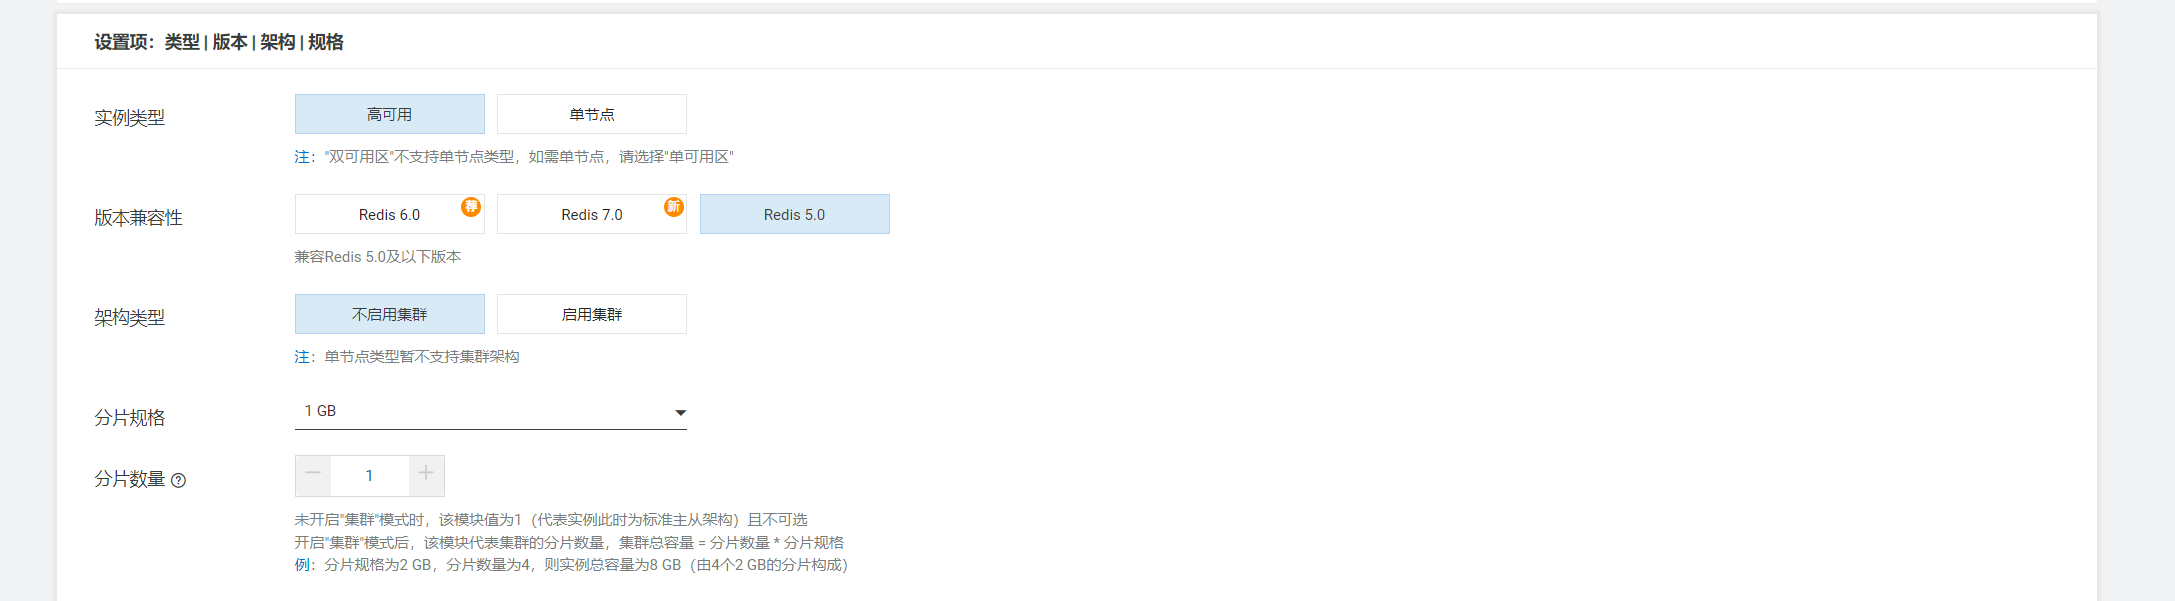 设置项：类型 | 版本 | 架构 | 规格
实例类型
高可用
单节点
注："双可用区"不支持单节点类型，如需单节点，请选择"单可用区"
版本兼容性
Redis 6.0
荐
Redis 7.0
新
Redis 5.0
兼容Redis 5.0及以下版本
架构类型
不启用集群
启用集群
注：单节点类型暂不支持集群架构
分片规格
1 GB
分片数量 ?
− 1 +
未开启"集群"模式时，该模块值为1（代表实例此时为标准主从架构）且不可选
开启"集群"模式后，该模块代表集群的分片数量，集群总容量 = 分片数量 * 分片规格
例：分片规格为2 GB，分片数量为4，则实例总容量为8 GB（由4个2 GB的分片构成）